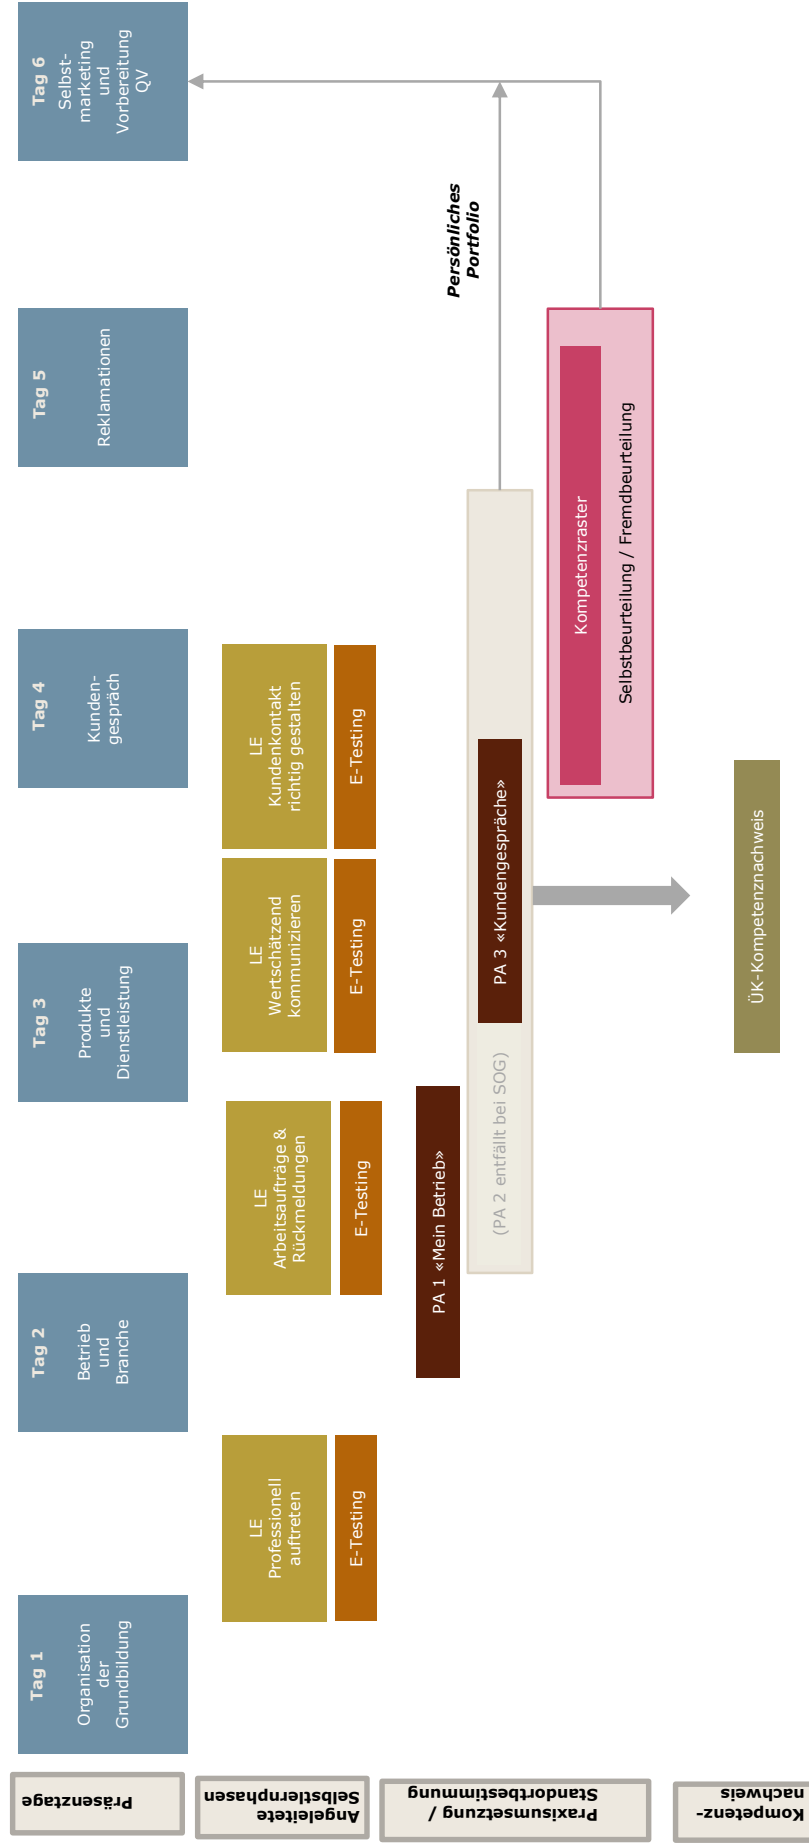 Präsenztage
Tag 1
Organisation
der
Grundbildung
Tag 2
Betrieb
und
Branche
Tag 3
Produkte
und
Dienstleistung
Tag 4
Kunden-
gespräch
Tag 5
Reklamationen
Tag 6
Selbst-
marketing
und
Vorbereitung
QV
Angeleitete
Selbstlernphasen
LE
Professionell
auftreten
E-Testing
LE
Arbeitsaufträge &
Rückmeldungen
E-Testing
LE
Wertschätzend
kommunizieren
E-Testing
LE
Kundenkontakt
richtig gestalten
E-Testing
Praxisumsetzung /
Standortbestimmung
PA 1 «Mein Betrieb»
(PA 2 entfällt bei SOG)
PA 3 «Kundengespräche»
Persönliches
Portfolio
Kompetenzraster
Selbstbeurteilung / Fremdbeurteilung
Kompetenz-
nachweis
ÜK-Kompetenznachweis